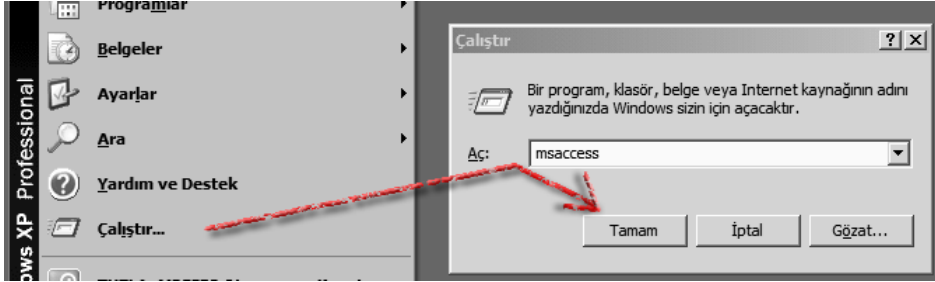 Programlar
Belgeler
Ayarlar
Ara
Yardım ve Destek
Çalıştır...
ows XP Professional
Çalıştır
Bir program, klasör, belge veya Internet kaynağının adını
yazdığınızda Windows sizin için açacaktır.
Aç: msaccess
Tamam İptal Gözat...